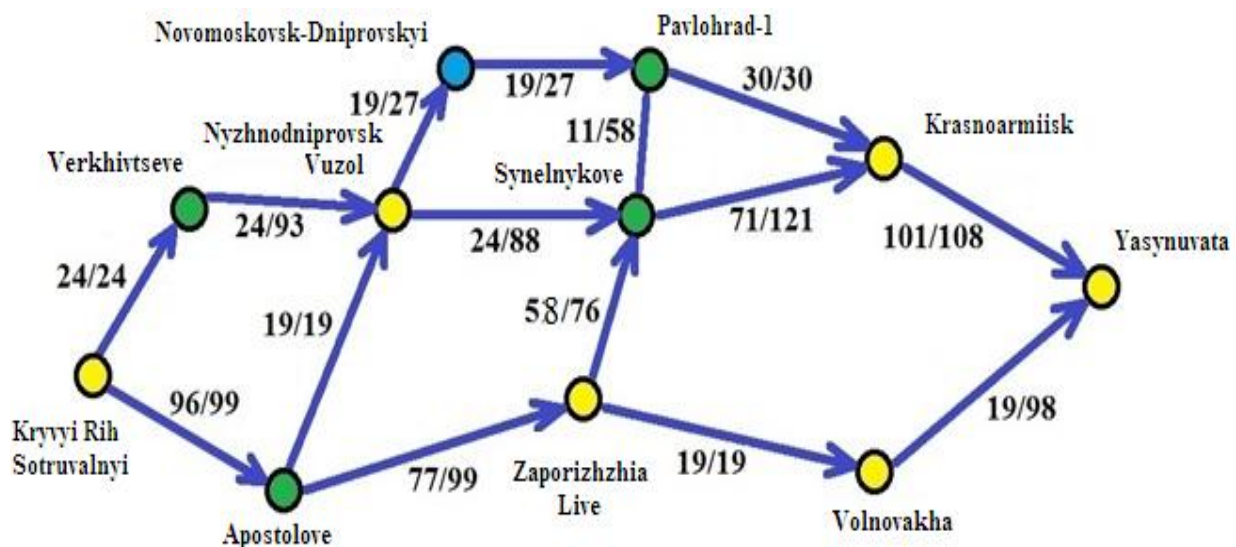 Novomoskovsk-Dniprovskyi
Pavlohrad-1
19/27
30/30
19/27
Nyzhnodniprovsk
Vuzol
11/58
Krasnoarmiisk
Verkhivtseve
Synelnykove
24/93
24/88
71/121
101/108
Yasynuvata
24/24
19/19
58/76
96/99
19/98
Kryvyi Rih
Sotruvalnyi
77/99
19/19
Zaporizhzhia
Live
Apostolove
Volnovakha